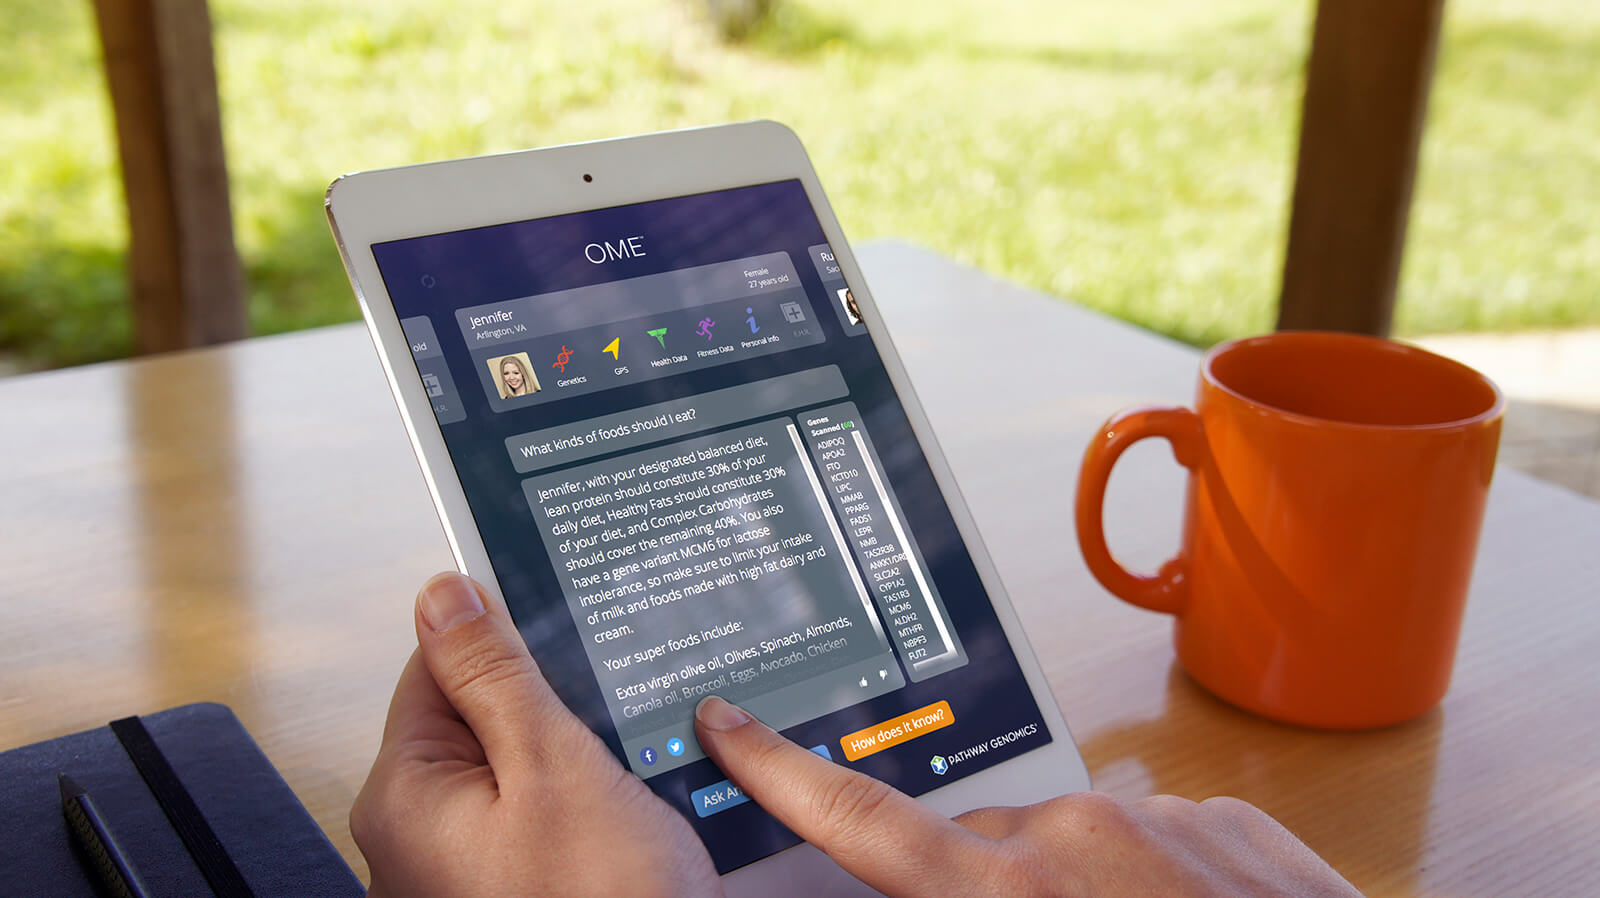 OME™
Female
27 years old
Jennifer
Arlington, VA
Genetics
GPS
Health Data
Fitness Data
Personal Info
E.H.R.
old
H.R.
Ru
Sac
What kinds of foods should I eat?
Jennifer, with your designated balanced diet,
lean protein should constitute 30% of your
daily diet, Healthy Fats should constitute 30%
of your diet, and Complex Carbohydrates
should cover the remaining 40%. You also
have a gene variant MCM6 for lactose
intolerance, so make sure to limit your intake
of milk and foods made with high fat dairy and
cream.
Your super foods include:
Extra virgin olive oil, Olives, Spinach, Almonds,
Canola oil, Broccoli, Eggs, Avocado, Chicken
Genes
Scanned (60)
ADIPOQ
APOA2
FTO
KCTD10
LIPC
MMAB
PPARG
FADS1
LEPR
NMB
TAS2R38
ANKK1/DRD
SLC2A2
CYP1A2
TAS1R3
MCM6
ALDH2
MTHFR
NBPF3
FUT2
f
Ask An
How does it know?
PATHWAY GENOMICS